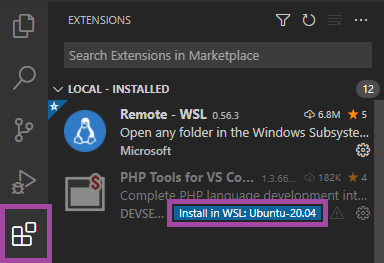 EXTENSIONS
Search Extensions in Marketplace
LOCAL - INSTALLED 12
Remote - WSL 0.56.3 6.8M 5
Open any folder in the Windows Subsyste...
Microsoft
PHP Tools for VS Co... 1.3.66... 182K 4
Complete PHP language development int...
DEVSE... Install in WSL: Ubuntu-20.04